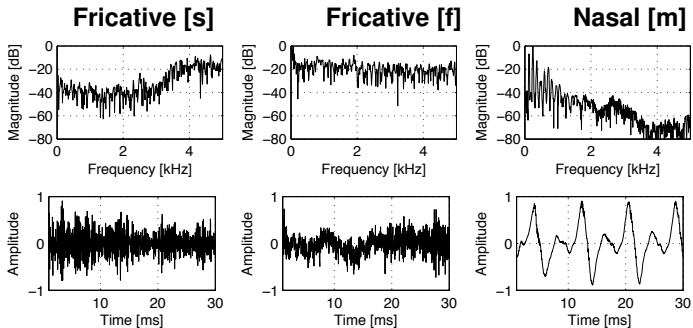 Fricative [s]
Fricative [f]
Nasal [m]
Magnitude [dB]
0
−20
−40
−60
−80
0
2
4
Frequency [kHz]
Magnitude [dB]
0
−20
−40
−60
−80
0
2
4
Frequency [kHz]
Magnitude [dB]
0
−20
−40
−60
−80
0
2
4
Frequency [kHz]
Amplitude
1
0
−1
10
20
30
Time [ms]
Amplitude
1
0
−1
10
20
30
Time [ms]
Amplitude
1
0
−1
10
20
30
Time [ms]